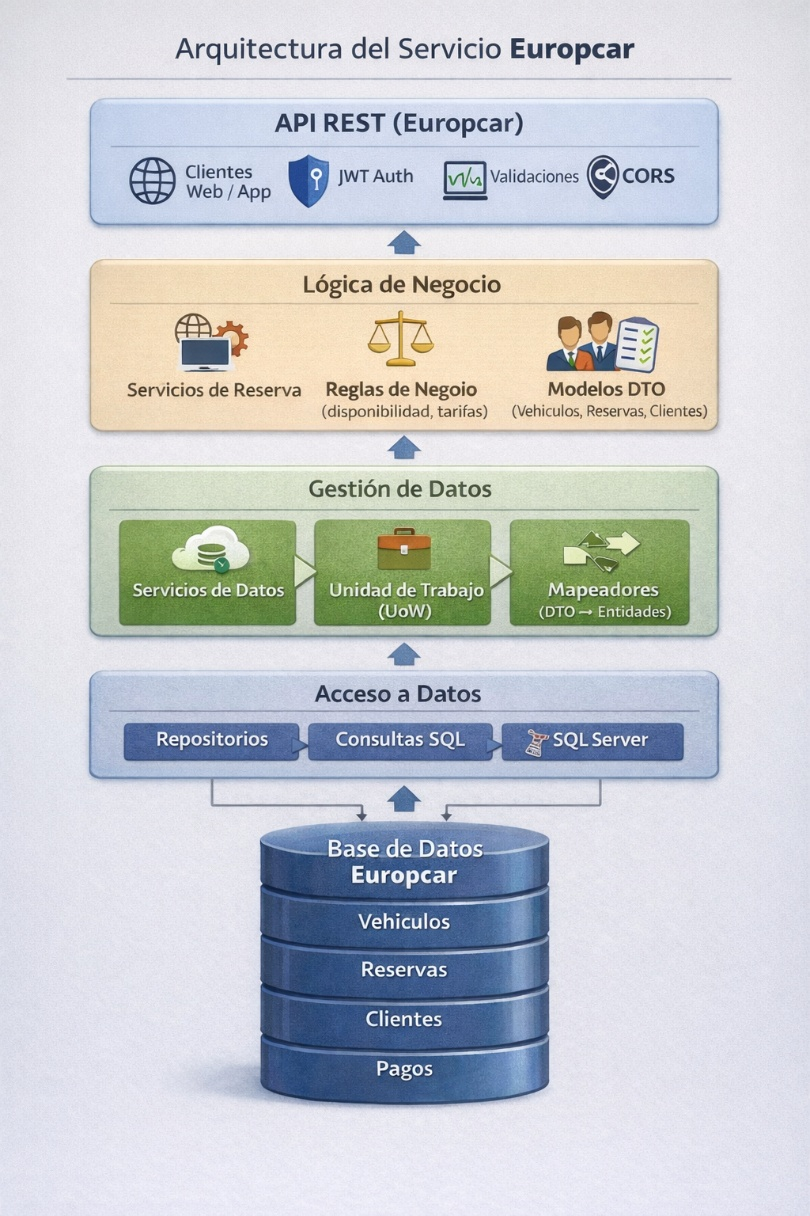 Arquitectura del Servicio Europcar
API REST (Europcar)
Clientes
Web / App
JWT Auth
Validaciones
CORS
Lógica de Negocio
Servicios de Reserva
Reglas de Negoio
(disponibilidad, tarifas)
Modelos DTO
(Vehiculos, Reservas, Clientes)
Gestión de Datos
Servicios de Datos
Unidad de Trabajo
(UoW)
Mapeadores
(DTO → Entidades)
Acceso a Datos
Repositorios
Consultas SQL
SQL Server
Base de Datos
Europcar
Vehiculos
Reservas
Clientes
Pagos